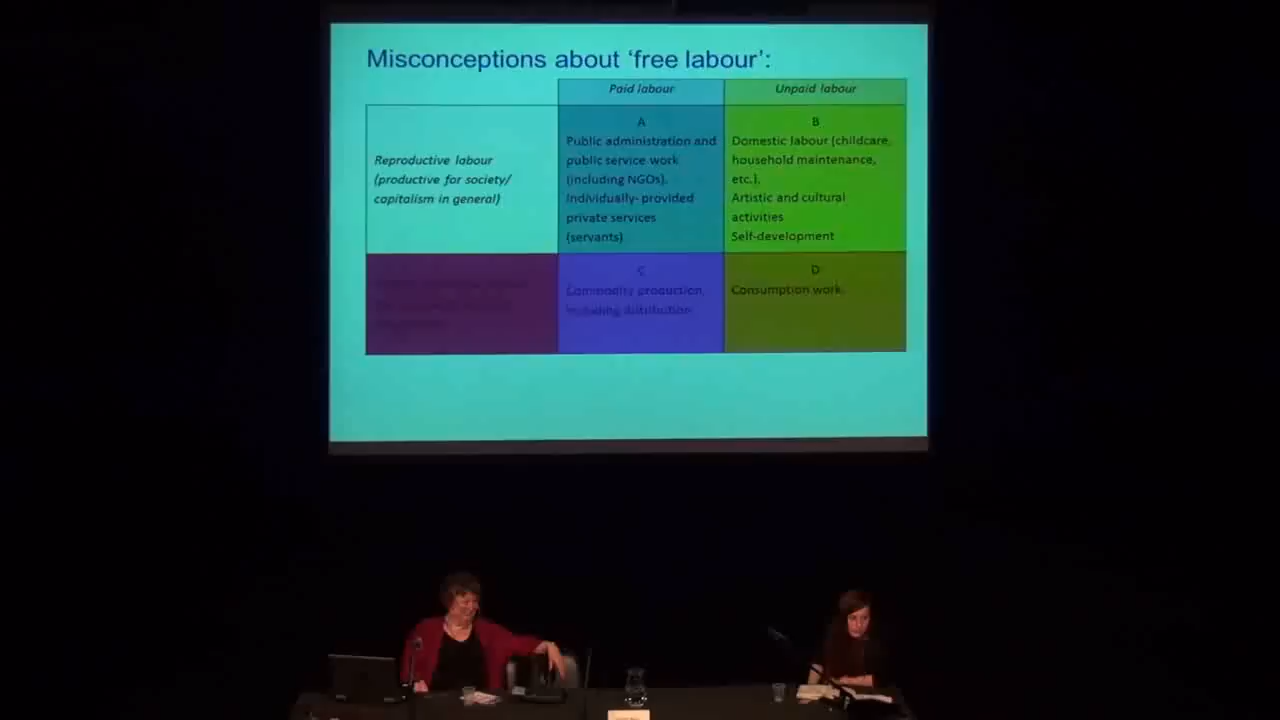 Misconceptions about ‘free labour’:
Paid labour
Unpaid labour
Reproductive labour
(productive for society/
capitalism in general)
A
Public administration and
public service work
(including NGOs).
Individually- provided
private services
(servants)
B
Domestic labour (childcare,
household maintenance,
etc.).
Artistic and cultural
activities
Self-development
C
Commodity production,
including distribution
D
Consumption work.